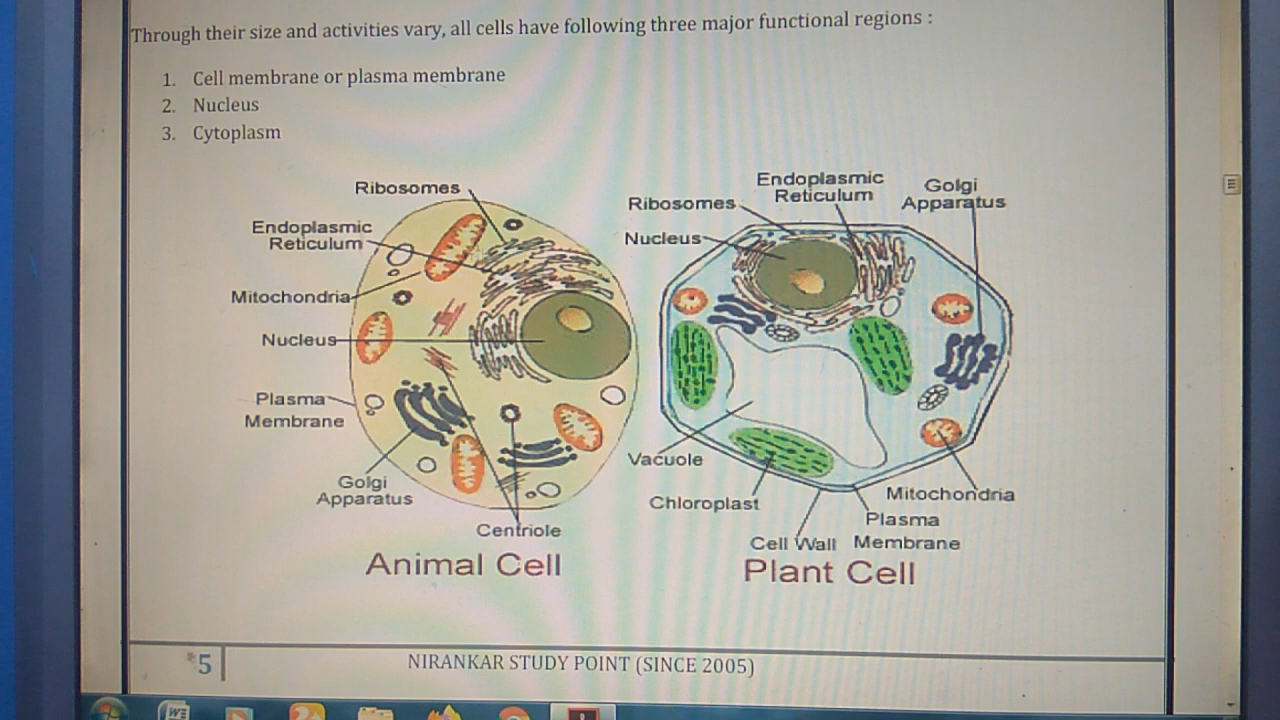 Through their size and activities vary, all cells have following three major functional regions :
1. Cell membrane or plasma membrane
2. Nucleus
3. Cytoplasm
Ribosomes
Endoplasmic
Reticulum
Mitochondria
Nucleus
Plasma
Membrane
Golgi
Apparatus
Centriole
Animal Cell
Endoplasmic
Reticulum
Golgi
Apparatus
Ribosomes
Nucleus
Vacuole
Chloroplast
Mitochondria
Plasma
Membrane
Cell Wall
Plant Cell
5
NIRANKAR STUDY POINT (SINCE 2005)